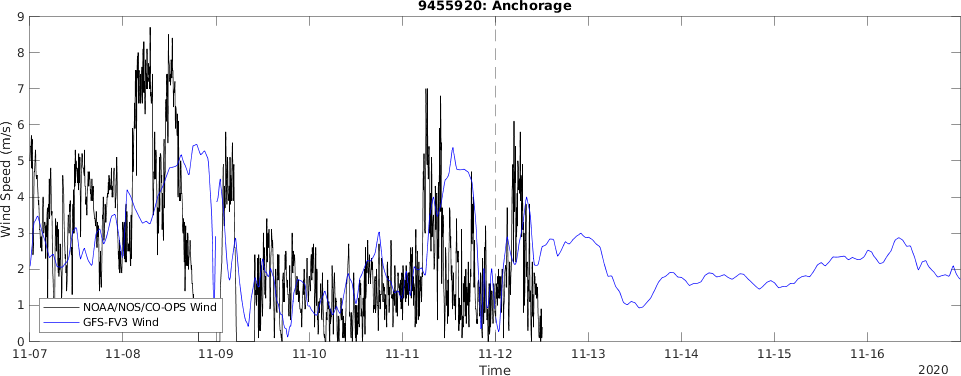 9455920: Anchorage
9
8
7
6
5
4
3
2
1
0
Wind Speed (m/s)
NOAA/NOS/CO-OPS Wind
GFS-FV3 Wind
11-07 11-08 11-09 11-10 11-11 11-12 11-13 11-14 11-15 11-16
Time
2020